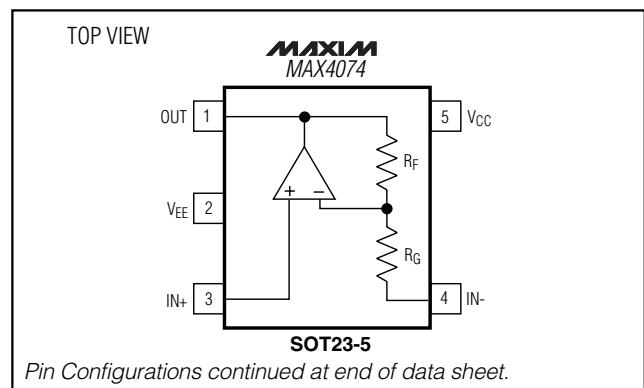 TOP VIEW
MAXIM
MAX4074
OUT 1
5 VCC
RF
+ −
VEE 2
RG
IN+ 3
4 IN-
SOT23-5
Pin Configurations continued at end of data sheet.